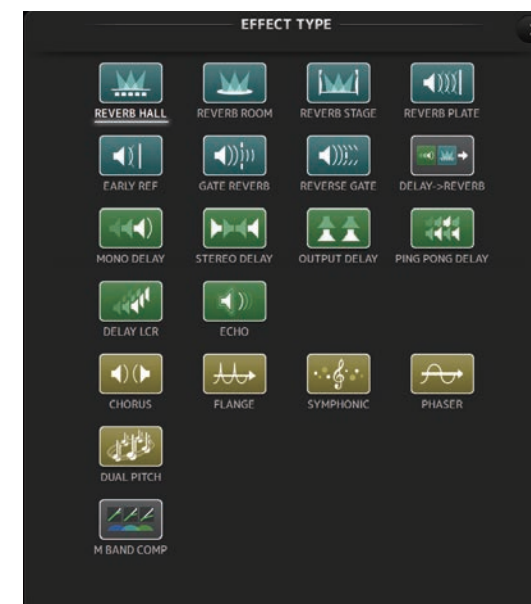 EFFECT TYPE
REVERB HALL REVERB ROOM REVERB STAGE REVERB PLATE
EARLY REF GATE REVERB REVERSE GATE DELAY->REVERB
MONO DELAY STEREO DELAY OUTPUT DELAY PING PONG DELAY
DELAY LCR ECHO
CHORUS FLANGE SYMPHONIC PHASER
DUAL PITCH
M BAND COMP